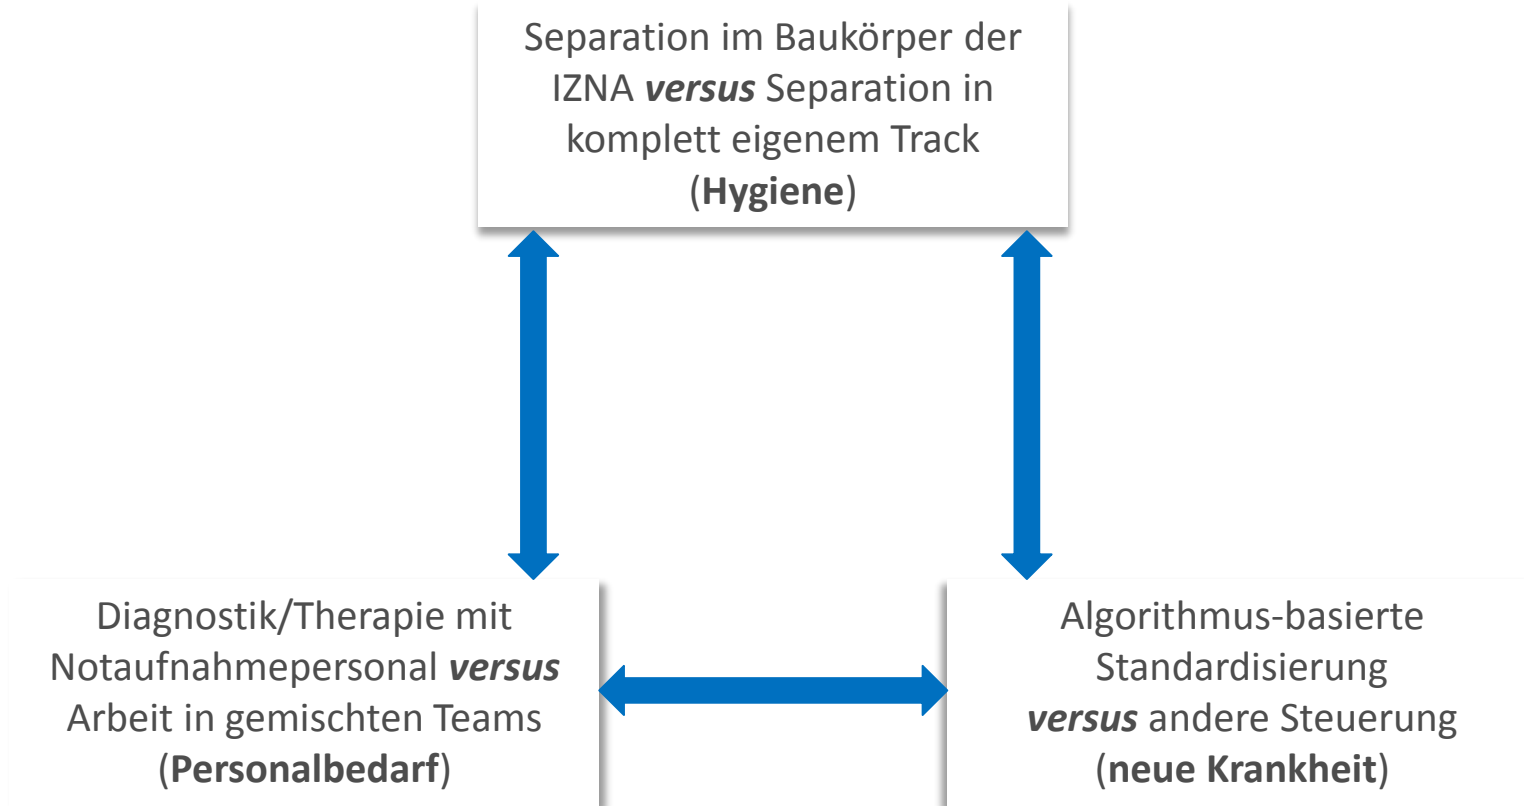 Separation im Baukörper der
IZNA versus Separation in
komplett eigenem Track
(Hygiene)
Diagnostik/Therapie mit
Notaufnahmepersonal versus
Arbeit in gemischten Teams
(Personalbedarf)
Algorithmus-basierte
Standardisierung
versus andere Steuerung
(neue Krankheit)